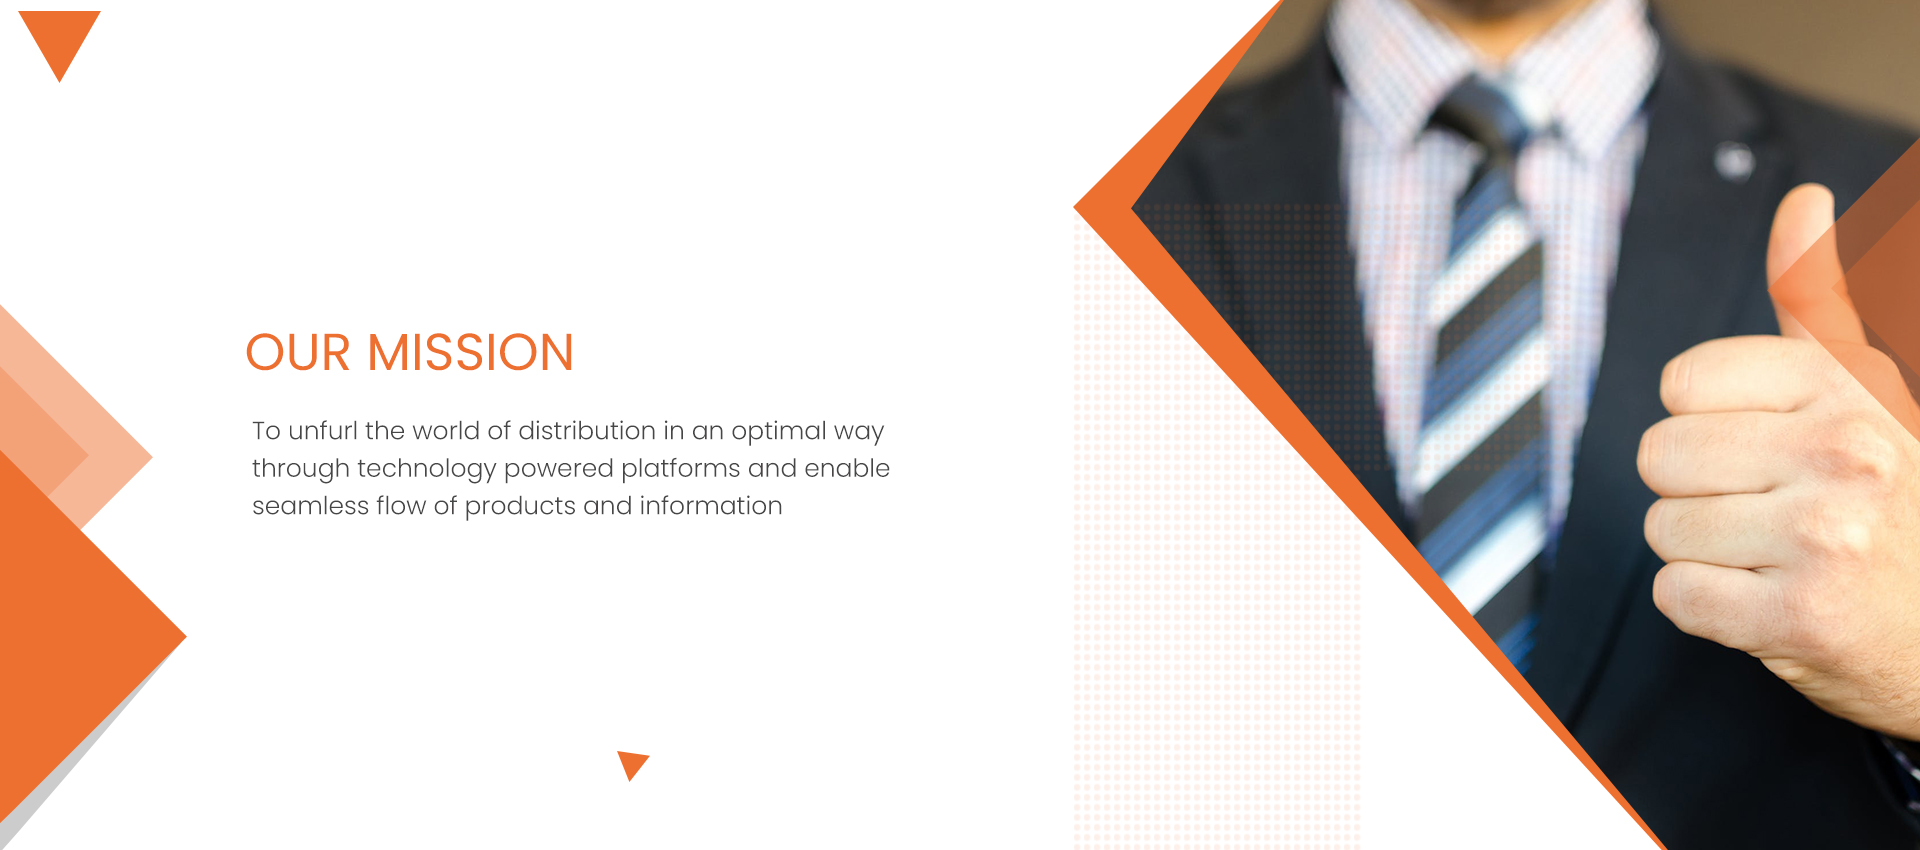 OUR MISSION
To unfurl the world of distribution in an optimal way
through technology powered platforms and enable
seamless flow of products and information